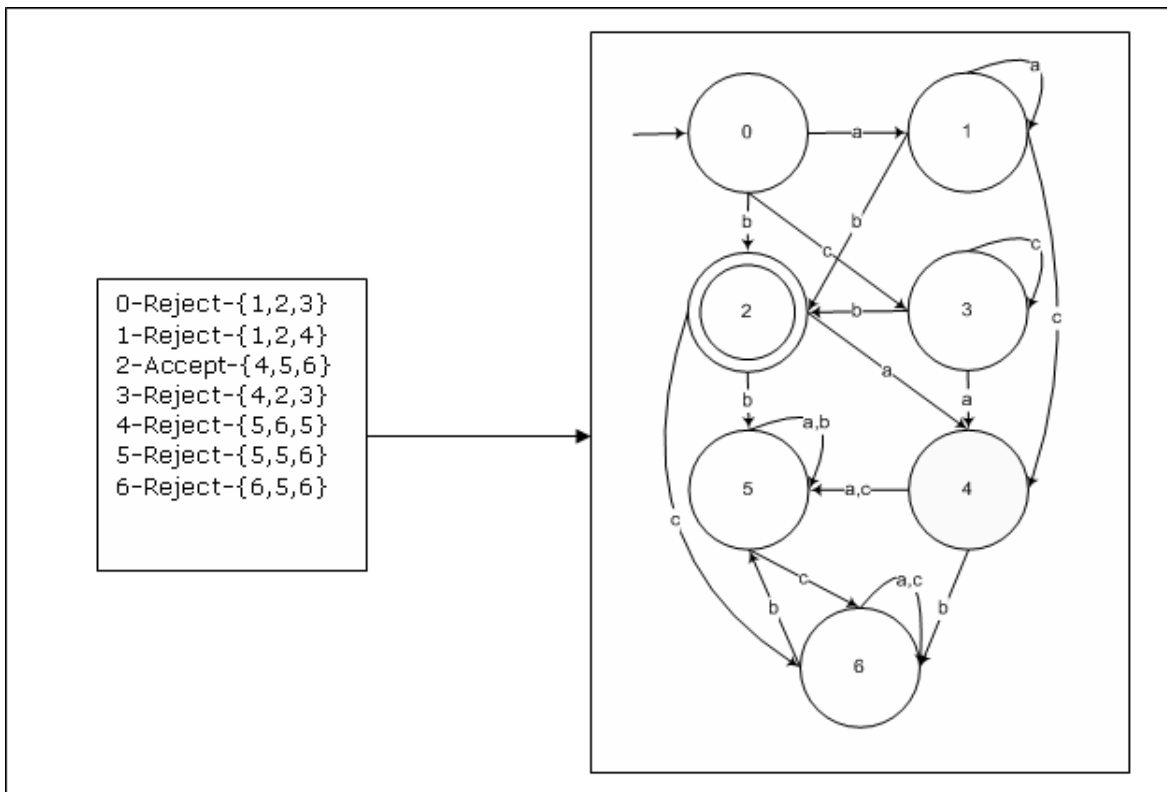 0-Reject-{1,2,3}
1-Reject-{1,2,4}
2-Accept-{4,5,6}
3-Reject-{4,2,3}
4-Reject-{5,6,5}
5-Reject-{5,5,6}
6-Reject-{6,5,6}
a
0
a
1
b
b
c
c
2
b
3
c
a
b
a
a,b
5
a,c
4
c
c
a,c
b
b
6